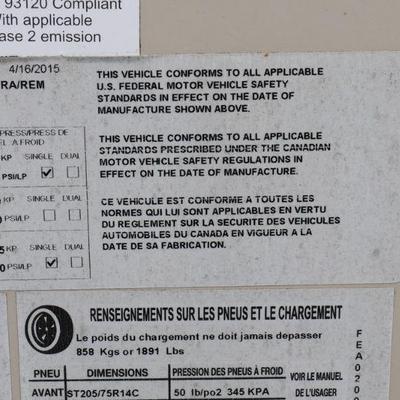 93120 Compliant
With applicable
ase 2 emission
4/16/2015
RA/REM
PRESS/PRESS DE
EL A FROID
KP SINGLE DUAL
PSI/LP
KP SINGLE DUAL
PSI/LP
5 KP SINGLE DUAL
0 PSI/LP
THIS VEHICLE CONFORMS TO ALL APPLICABLE
U.S. FEDERAL MOTOR VEHICLE SAFETY
STANDARDS IN EFFECT ON THE DATE OF
MANUFACTURE SHOWN ABOVE.
THIS VEHICLE CONFORMS TO ALL APPLICABLE
STANDARDS PRESCRIBED UNDER THE CANADIAN
MOTOR VEHICLE SAFETY REGULATIONS IN
EFFECT ON THE DATE OF MANUFACTURE.
CE VEHICULE EST CONFORME A TOUTES LES
NORMES QUI LUI SONT APPLICABLES EN VERTU
DU REGLEMENT SUR LA SECURITE DES VEHICULES
AUTOMOBILES DU CANADA EN VIGUEUR A LA
DATE DE SA FABRICATION.
RENSEIGNEMENTS SUR LES PNEUS ET LE CHARGEMENT
Le poids du chargement ne doit jamais depasser
858 Kgs or 1891 Lbs
PNEU DIMENSIONS PRESSION DES PNEUS À FROID VOIR LE MANUEL
AVANT ST205/75R14C 50 lb/po2 345 KPA DE L'USAGER
FEA020